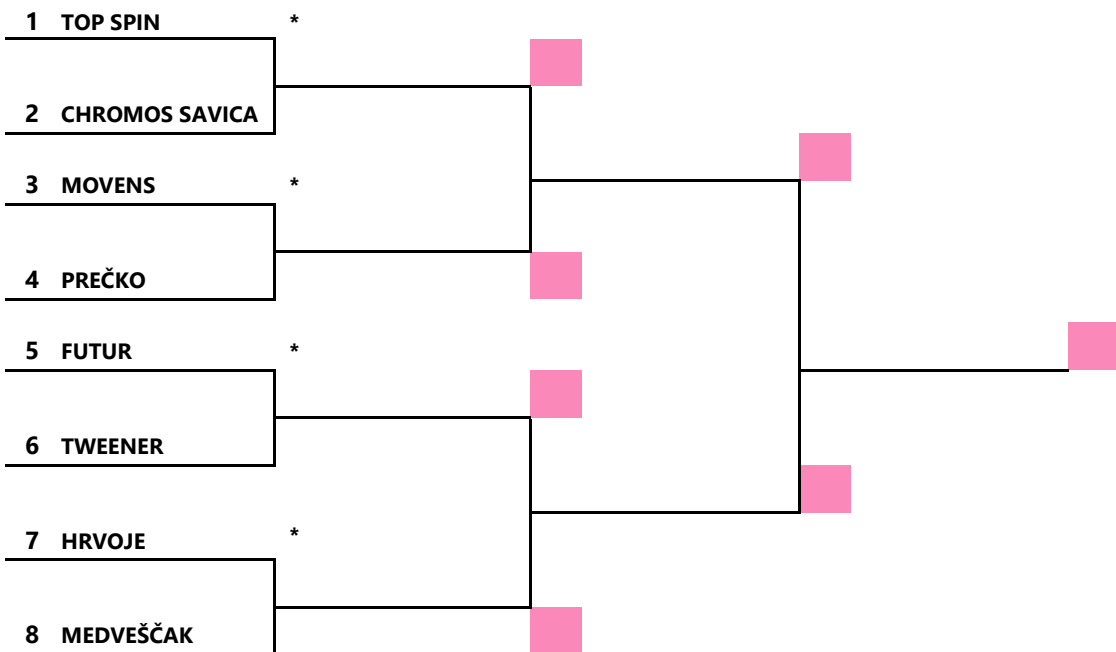 1 TOP SPIN *
2 CHROMOS SAVICA
3 MOVENS *
4 PREČKO
5 FUTUR *
6 TWEENER
7 HRVOJE *
8 MEDVEŠČAK